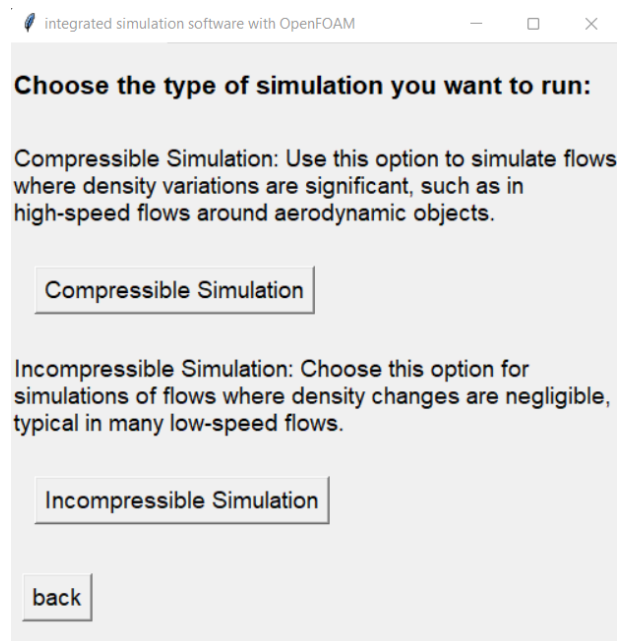 integrated simulation software with OpenFOAM
Choose the type of simulation you want to run:
Compressible Simulation: Use this option to simulate flows
where density variations are significant, such as in
high-speed flows around aerodynamic objects.
Compressible Simulation
Incompressible Simulation: Choose this option for
simulations of flows where density changes are negligible,
typical in many low-speed flows.
Incompressible Simulation
back